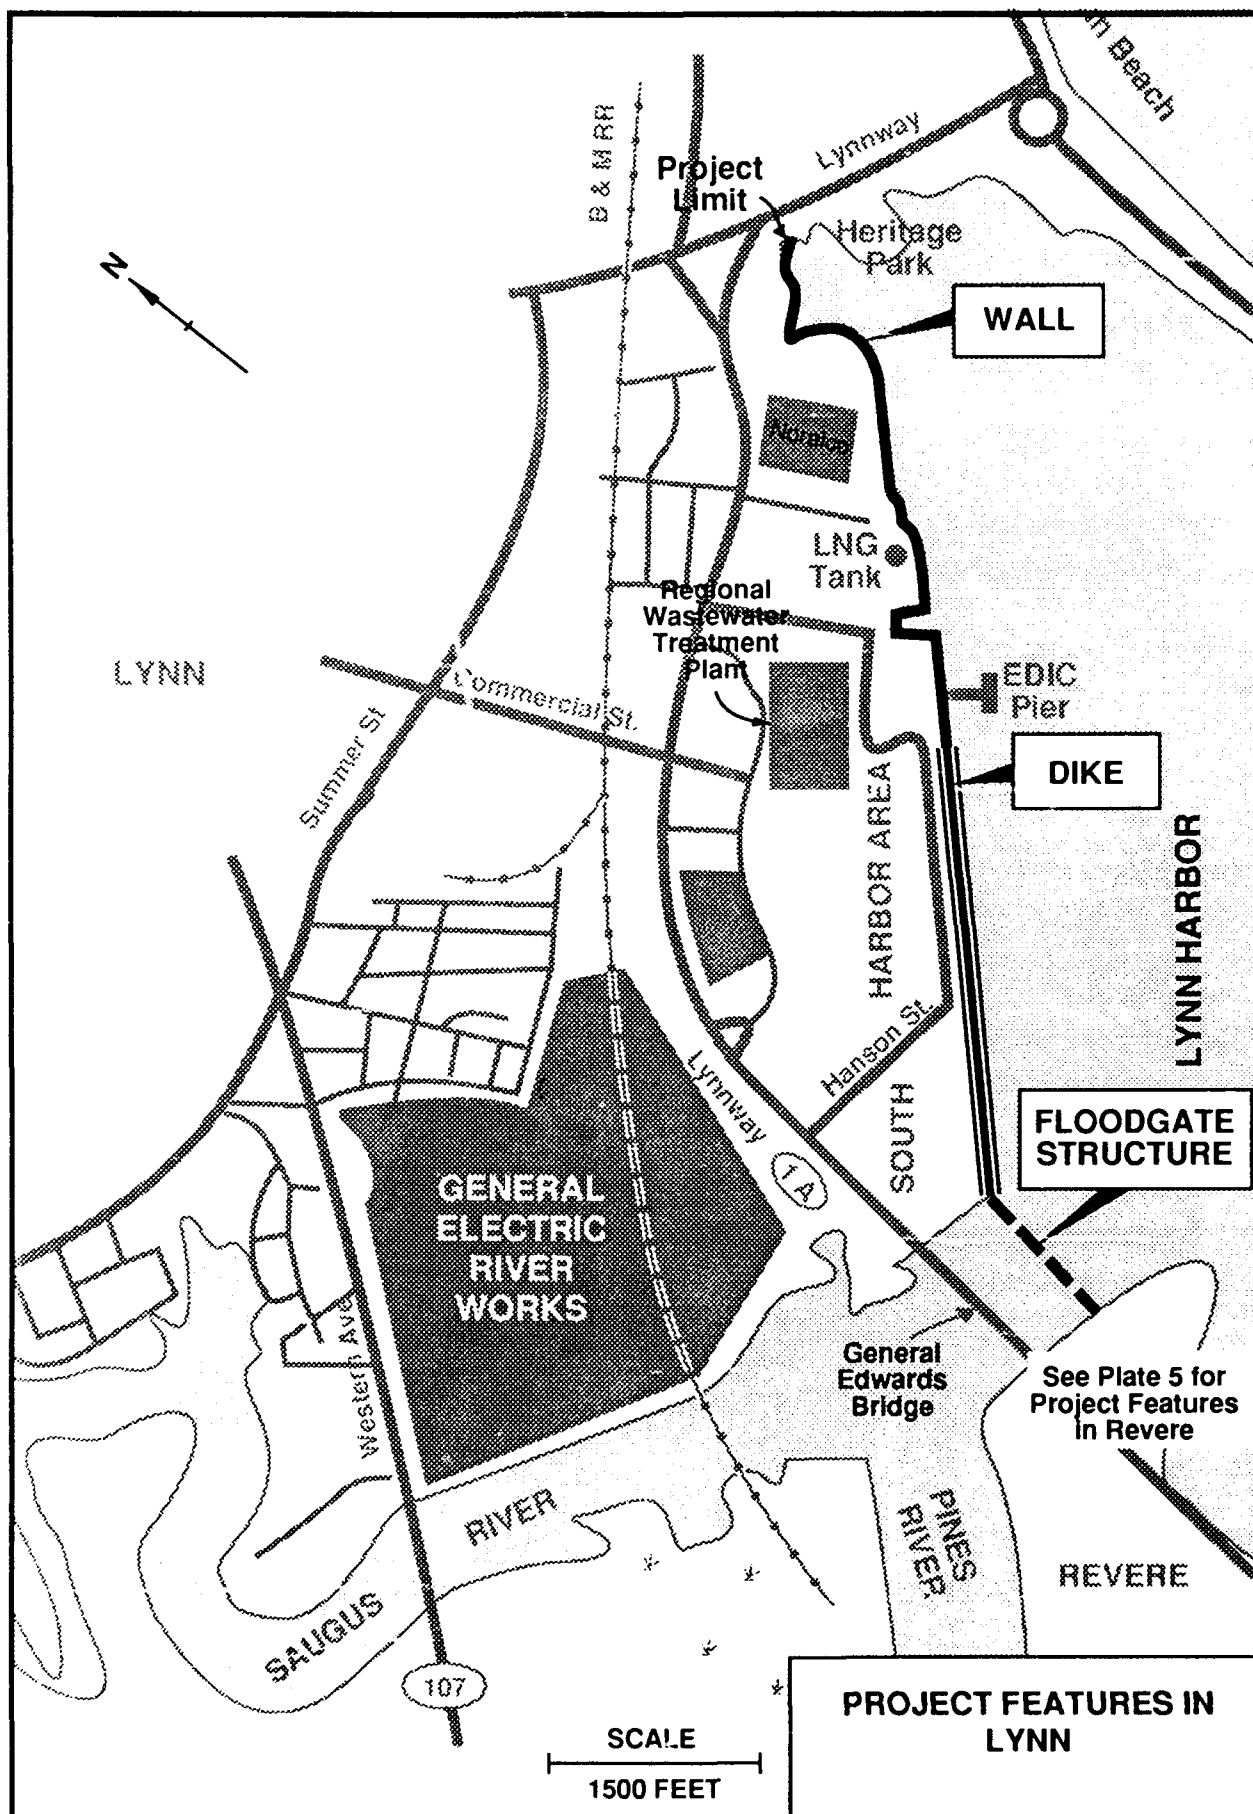 Beach
B & M RR
Lynnway
Project
Limit
Heritage
Park
N
WALL
Noralco
LNG
Tank
Regional
Wastewater
Treatment
Plant
LYNN
Commercial St.
EDIC
Pier
Summer St
DIKE
HARBOR AREA
LYNN HARBOR
Hanson St.
Lynnway
SOUTH
1A
FLOODGATE
STRUCTURE
GENERAL
ELECTRIC
RIVER
WORKS
Western Ave
General
Edwards
Bridge
See Plate 5 for
Project Features
in Revere
RIVER
PINES
RIVER
REVERE
SAUGUS
107
PROJECT FEATURES IN
LYNN
SCALE
1500 FEET